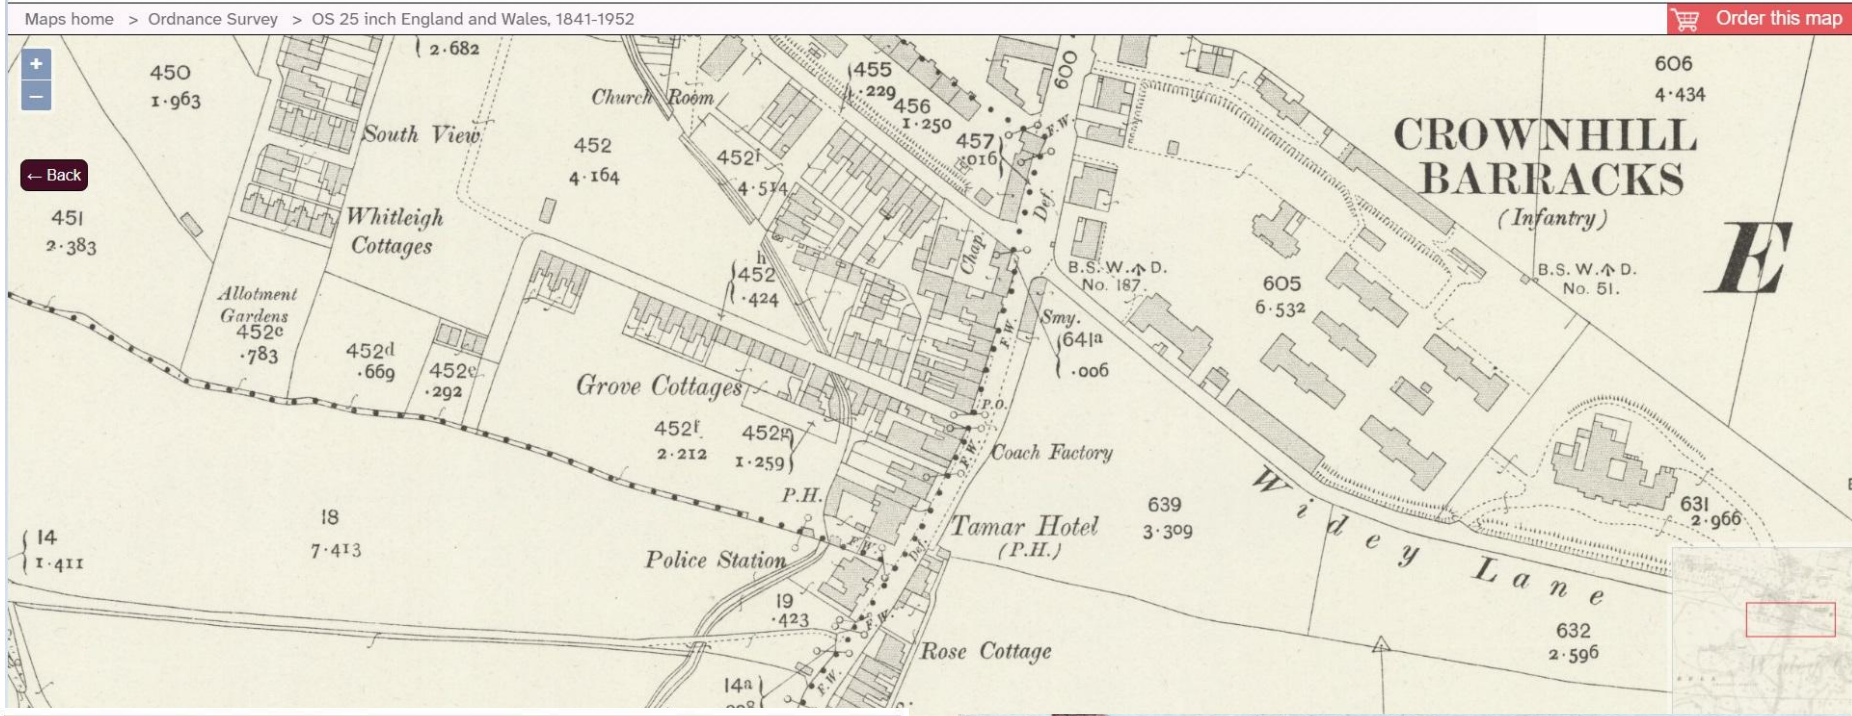 Maps home > Ordnance Survey > OS 25 inch England and Wales, 1841-1952
Order this map
+
−
← Back
450
1·963
2·682
South View
452
4·164
Church Room
455
·229
456
1·250
457
·016
F.W.
Def.
600
606
4·434
CROWNHILL
BARRACKS
(Infantry)
E
451
2·383
Whitleigh
Cottages
452i
4·514
h
452
·424
Chap
B.S.W.↑D.
No. 187.
605
6·532
B.S.W.↑D.
No. 51.
Allotment
Gardens
452c
·783
452d
·669
452e
·292
Smy.
F.W.
641a
·006
Grove Cottages
P.O.
452f
2·212
452g
1·259
F.W.
Coach Factory
Widey Lane
P.H.
18
7·413
14
1·411
Police Station
F.W.
Def.
Tamar Hotel
(P.H.)
639
3·309
631
2·966
19
·423
F.W.
Rose Cottage
632
2·596
14a
F.W.